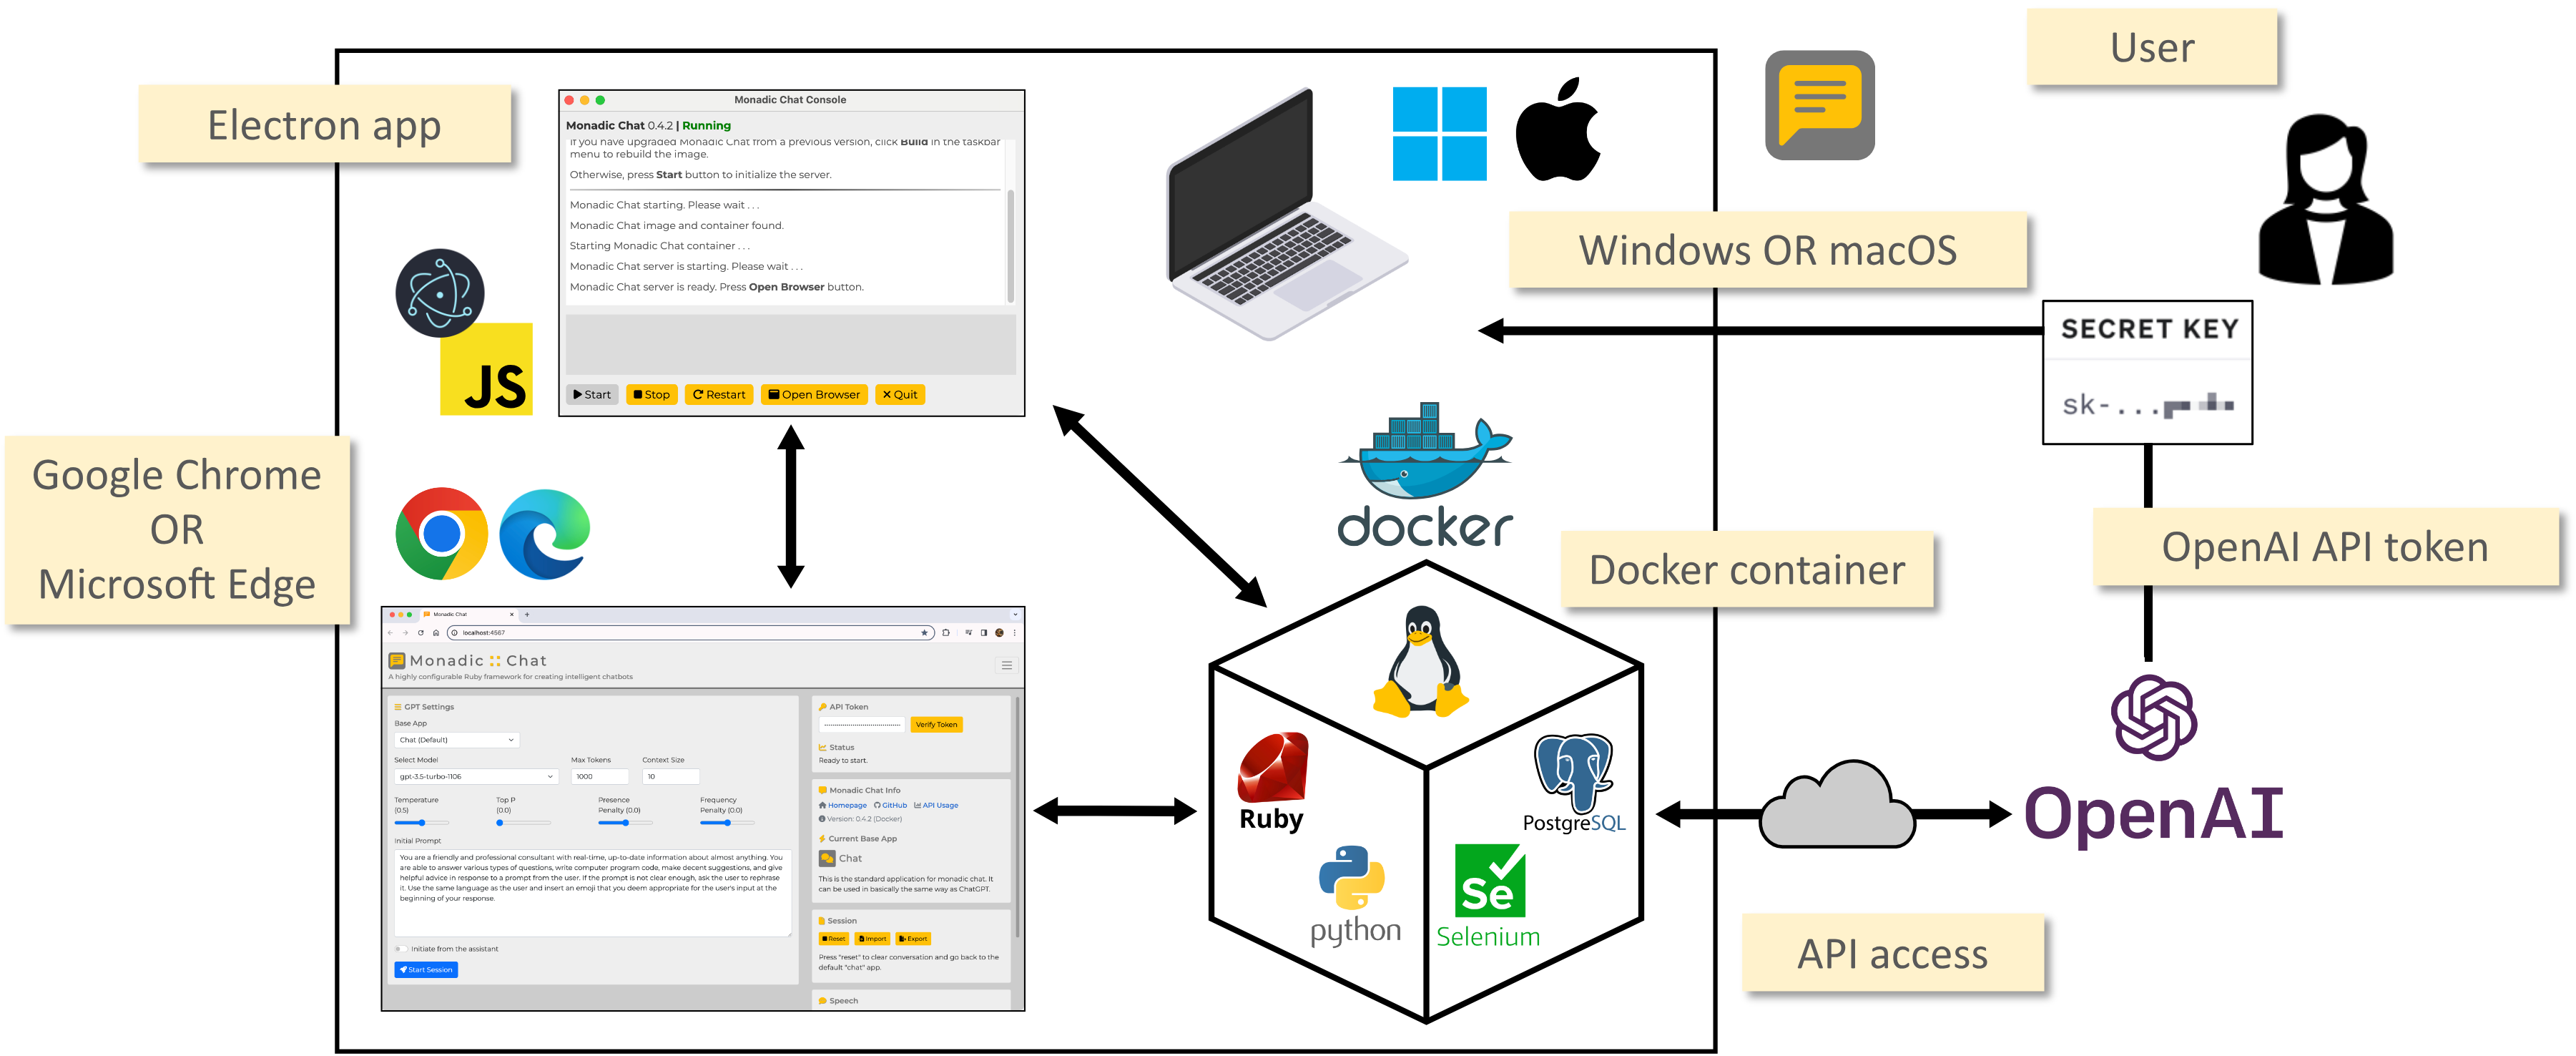 User
Electron app
Monadic Chat Console
Monadic Chat 0.4.2 | Running
If you have upgraded Monadic Chat from a previous version, click Build in the taskbar
menu to rebuild the image.
Otherwise, press Start button to initialize the server.
Monadic Chat starting. Please wait . . .
Monadic Chat image and container found.
Starting Monadic Chat container . . .
Monadic Chat server is starting. Please wait . . .
Monadic Chat server is ready. Press Open Browser button.
Start Stop Restart Open Browser Quit
JS
Windows OR macOS
SECRET KEY
sk-...
Google Chrome
OR
Microsoft Edge
docker
Docker container
OpenAI API token
Monadic Chat
localhost:4567
Monadic :: Chat
A highly configurable Ruby framework for creating intelligent chatbots
GPT Settings
Base App
Chat (Default)
Select Model
Max Tokens
Context Size
gpt-3.5-turbo-1106
1000
10
Temperature
(0.5)
Top P
(0.0)
Presence
Penalty (0.0)
Frequency
Penalty (0.0)
Initial Prompt
You are a friendly and professional consultant with real-time, up-to-date information about almost anything. You
are able to answer various types of questions, write computer program code, make decent suggestions, and give
helpful advice in response to a prompt from the user. If the prompt is not clear enough, ask the user to rephrase
it. Use the same language as the user and insert an emoji that you deem appropriate for the user's input at the
beginning of your response.
Initiate from the assistant
Start Session
API Token
Verify Token
Status
Ready to start.
Monadic Chat Info
Homepage GitHub API Usage
Version: 0.4.2 (Docker)
Current Base App
Chat
This is the standard application for monadic chat. It
can be used in basically the same way as ChatGPT.
Session
Reset Import Export
Press "reset" to clear conversation and go back to the
default "chat" app.
Speech
Ruby
PostgreSQL
python
Se
Selenium
OpenAI
API access